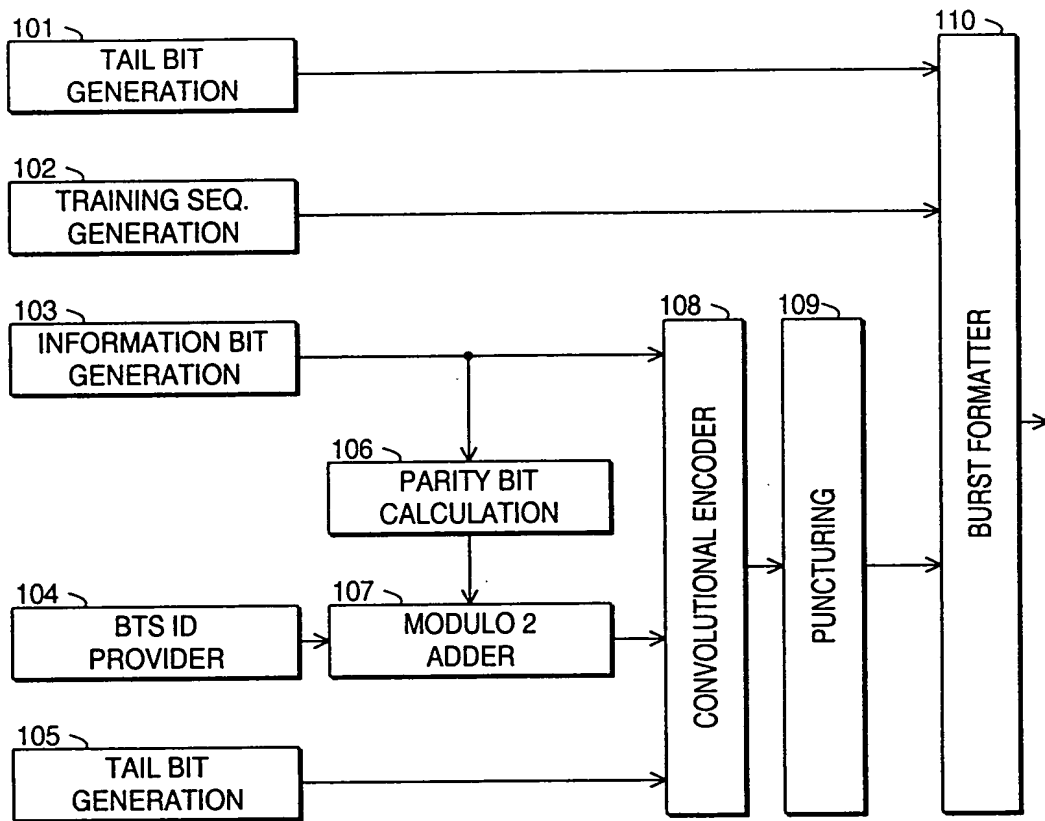 101
TAIL BIT
GENERATION
102
TRAINING SEQ.
GENERATION
103
INFORMATION BIT
GENERATION
106
PARITY BIT
CALCULATION
104
BTS ID
PROVIDER
107
MODULO 2
ADDER
105
TAIL BIT
GENERATION
108
CONVOLUTIONAL ENCODER
109
PUNCTURING
110
BURST FORMATTER